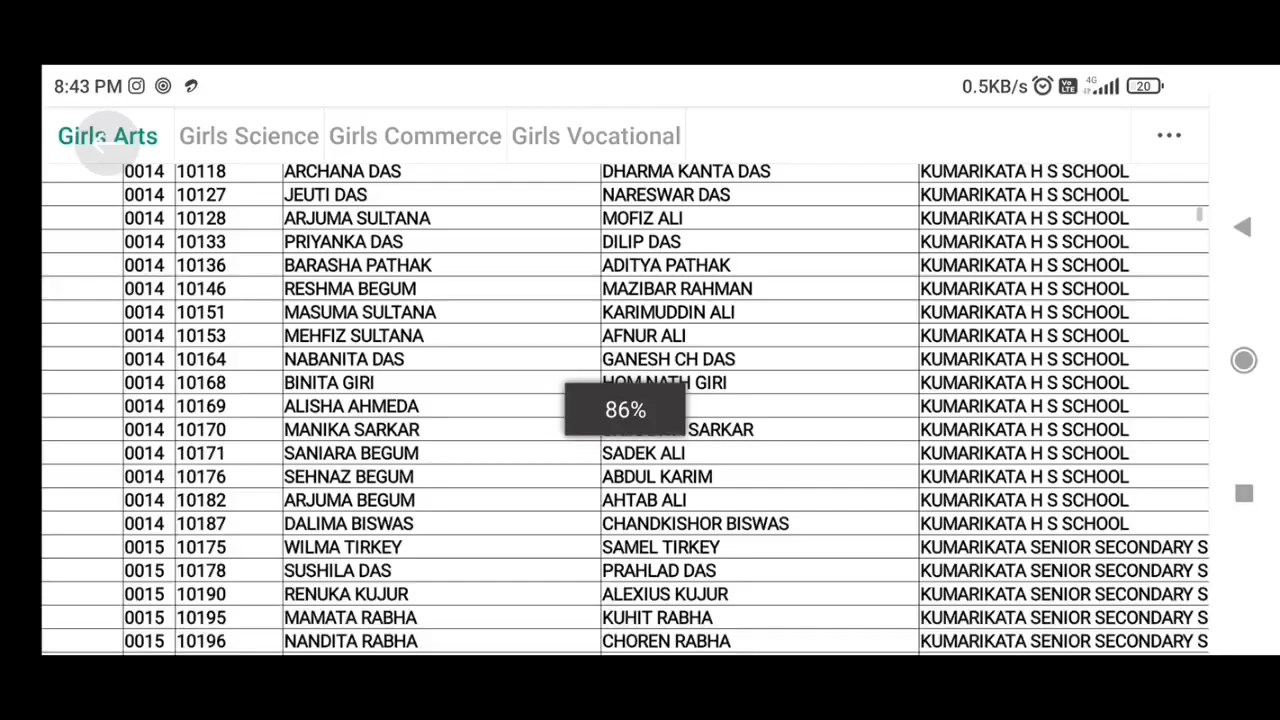 8:43 PM 0.5KB/s Vo LTE 4G 20
Girls Arts Girls Science Girls Commerce Girls Vocational
0014 10118 ARCHANA DAS DHARMA KANTA DAS KUMARIKATA H S SCHOOL
0014 10127 JEUTI DAS NARESWAR DAS KUMARIKATA H S SCHOOL
0014 10128 ARJUMA SULTANA MOFIZ ALI KUMARIKATA H S SCHOOL
0014 10133 PRIYANKA DAS DILIP DAS KUMARIKATA H S SCHOOL
0014 10136 BARASHA PATHAK ADITYA PATHAK KUMARIKATA H S SCHOOL
0014 10146 RESHMA BEGUM MAZIBAR RAHMAN KUMARIKATA H S SCHOOL
0014 10151 MASUMA SULTANA KARIMUDDIN ALI KUMARIKATA H S SCHOOL
0014 10153 MEHFIZ SULTANA AFNUR ALI KUMARIKATA H S SCHOOL
0014 10164 NABANITA DAS GANESH CH DAS KUMARIKATA H S SCHOOL
0014 10168 BINITA GIRI HOM NATH GIRI KUMARIKATA H S SCHOOL
0014 10169 ALISHA AHMEDA KUMARIKATA H S SCHOOL
86%
0014 10170 MANIKA SARKAR SARKAR KUMARIKATA H S SCHOOL
0014 10171 SANIARA BEGUM SADEK ALI KUMARIKATA H S SCHOOL
0014 10176 SEHNAZ BEGUM ABDUL KARIM KUMARIKATA H S SCHOOL
0014 10182 ARJUMA BEGUM AHTAB ALI KUMARIKATA H S SCHOOL
0014 10187 DALIMA BISWAS CHANDKISHOR BISWAS KUMARIKATA H S SCHOOL
0015 10175 WILMA TIRKEY SAMEL TIRKEY KUMARIKATA SENIOR SECONDARY S
0015 10178 SUSHILA DAS PRAHLAD DAS KUMARIKATA SENIOR SECONDARY S
0015 10190 RENUKA KUJUR ALEXIUS KUJUR KUMARIKATA SENIOR SECONDARY S
0015 10195 MAMATA RABHA KUHIT RABHA KUMARIKATA SENIOR SECONDARY S
0015 10196 NANDITA RABHA CHOREN RABHA KUMARIKATA SENIOR SECONDARY S